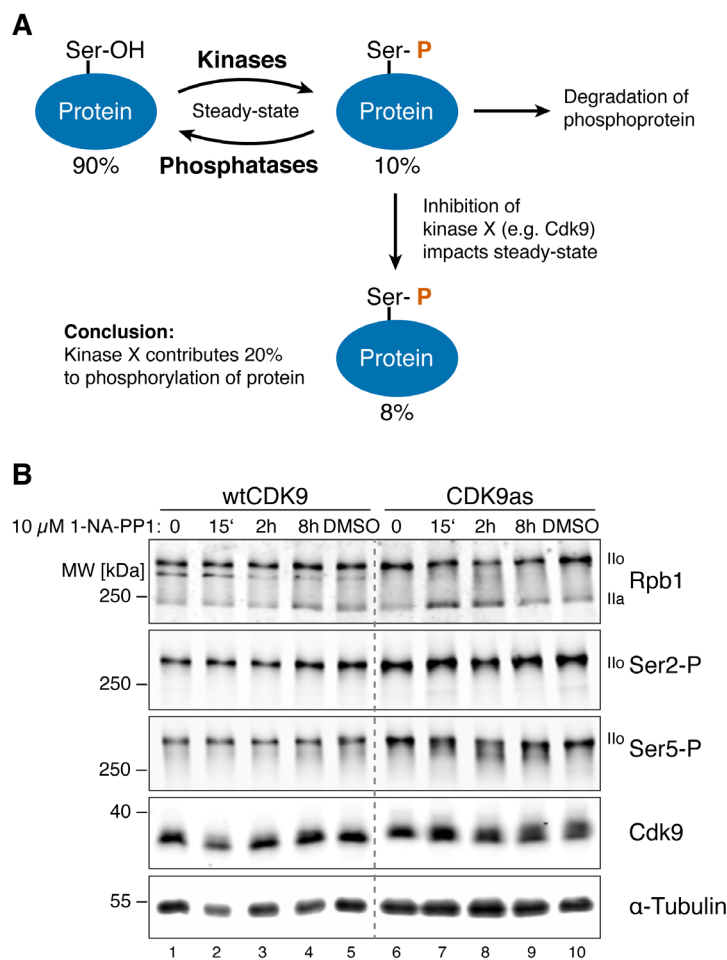 A
Ser-OH
Kinases
Ser- P
Protein
Steady-state
Protein
Degradation of
phosphoprotein
90%
Phosphatases
10%
Inhibition of
kinase X (e.g. Cdk9)
impacts steady-state
Ser- P
Conclusion:
Kinase X contributes 20%
to phosphorylation of protein
Protein
8%
B
wtCDK9 CDK9as
10 µM 1-NA-PP1: 0 15‘ 2h 8h DMSO 0 15‘ 2h 8h DMSO
MW [kDa]
250
IIo
IIa
Rpb1
250
IIo Ser2-P
250
IIo Ser5-P
40
Cdk9
55
α-Tubulin
1 2 3 4 5 6 7 8 9 10